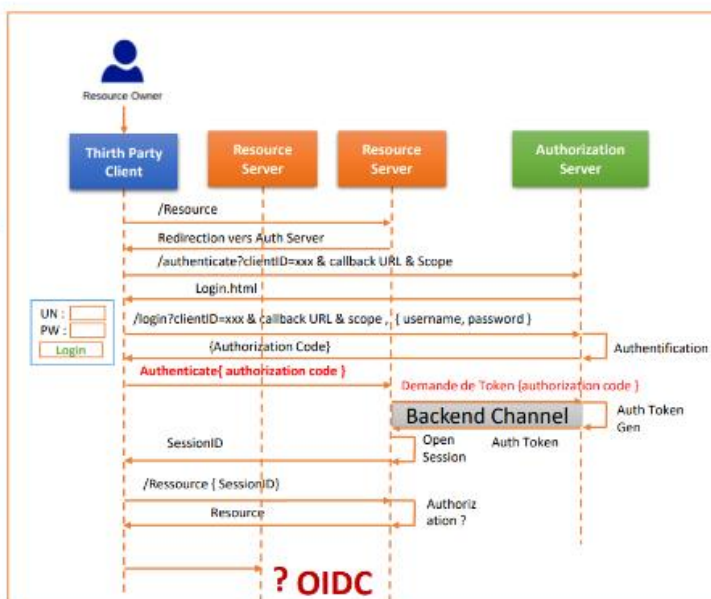 Resource Owner
Thirth Party
Client
Resource
Server
Resource
Server
Authorization
Server
/Resource
Redirection vers Auth Server
/authenticate?clientID=xxx & callback URL & Scope
Login.html
UN :
PW :
Login
/login?clientID=xxx & callback URL & scope , { username, password }
{Authorization Code}
Authentification
Authenticate{ authorization code }
Demande de Token {authorization code }
Backend Channel
Auth Token
Gen
SessionID
Open
Session
Auth Token
/Ressource { SessionID}
Resource
Authoriz
ation ?
? OIDC